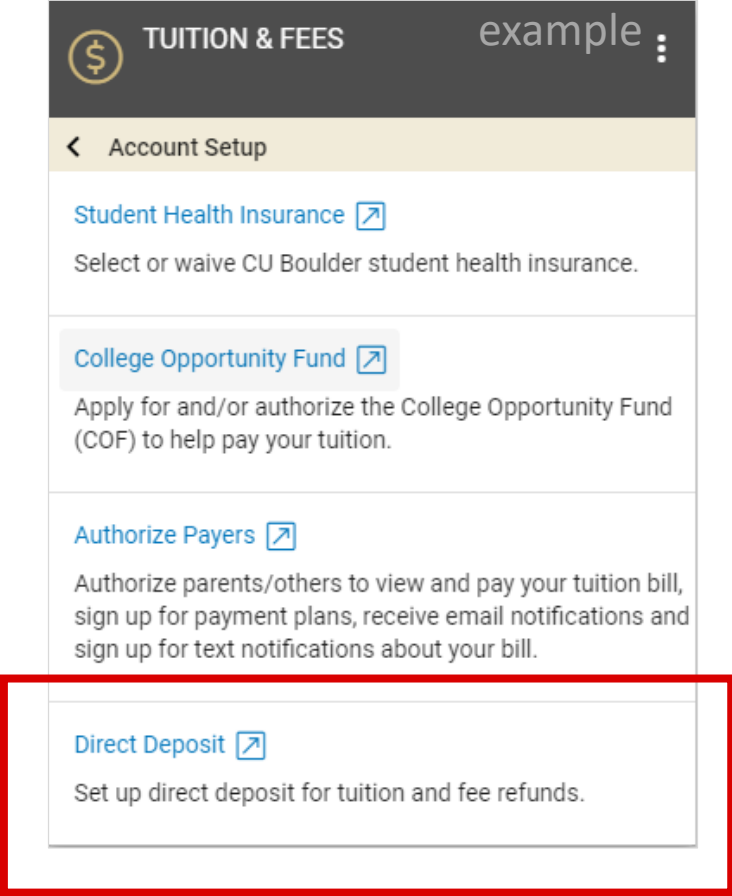 TUITION & FEES
example
Account Setup
Student Health Insurance
Select or waive CU Boulder student health insurance.
College Opportunity Fund
Apply for and/or authorize the College Opportunity Fund
(COF) to help pay your tuition.
Authorize Payers
Authorize parents/others to view and pay your tuition bill,
sign up for payment plans, receive email notifications and
sign up for text notifications about your bill.
Direct Deposit
Set up direct deposit for tuition and fee refunds.